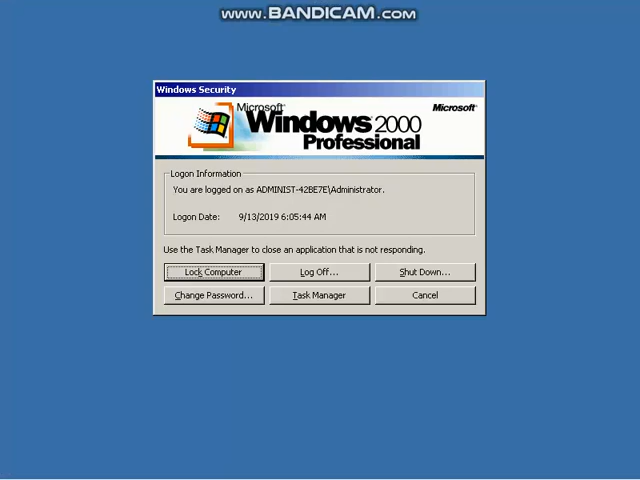 www.BANDICAM.com
Windows Security
Microsoft
Microsoft
Windows 2000
Professional
Logon Information
You are logged on as ADMINIST-42BE7E\Administrator.
Logon Date: 9/13/2019 6:05:44 AM
Use the Task Manager to close an application that is not responding.
Lock Computer Log Off... Shut Down...
Change Password... Task Manager Cancel